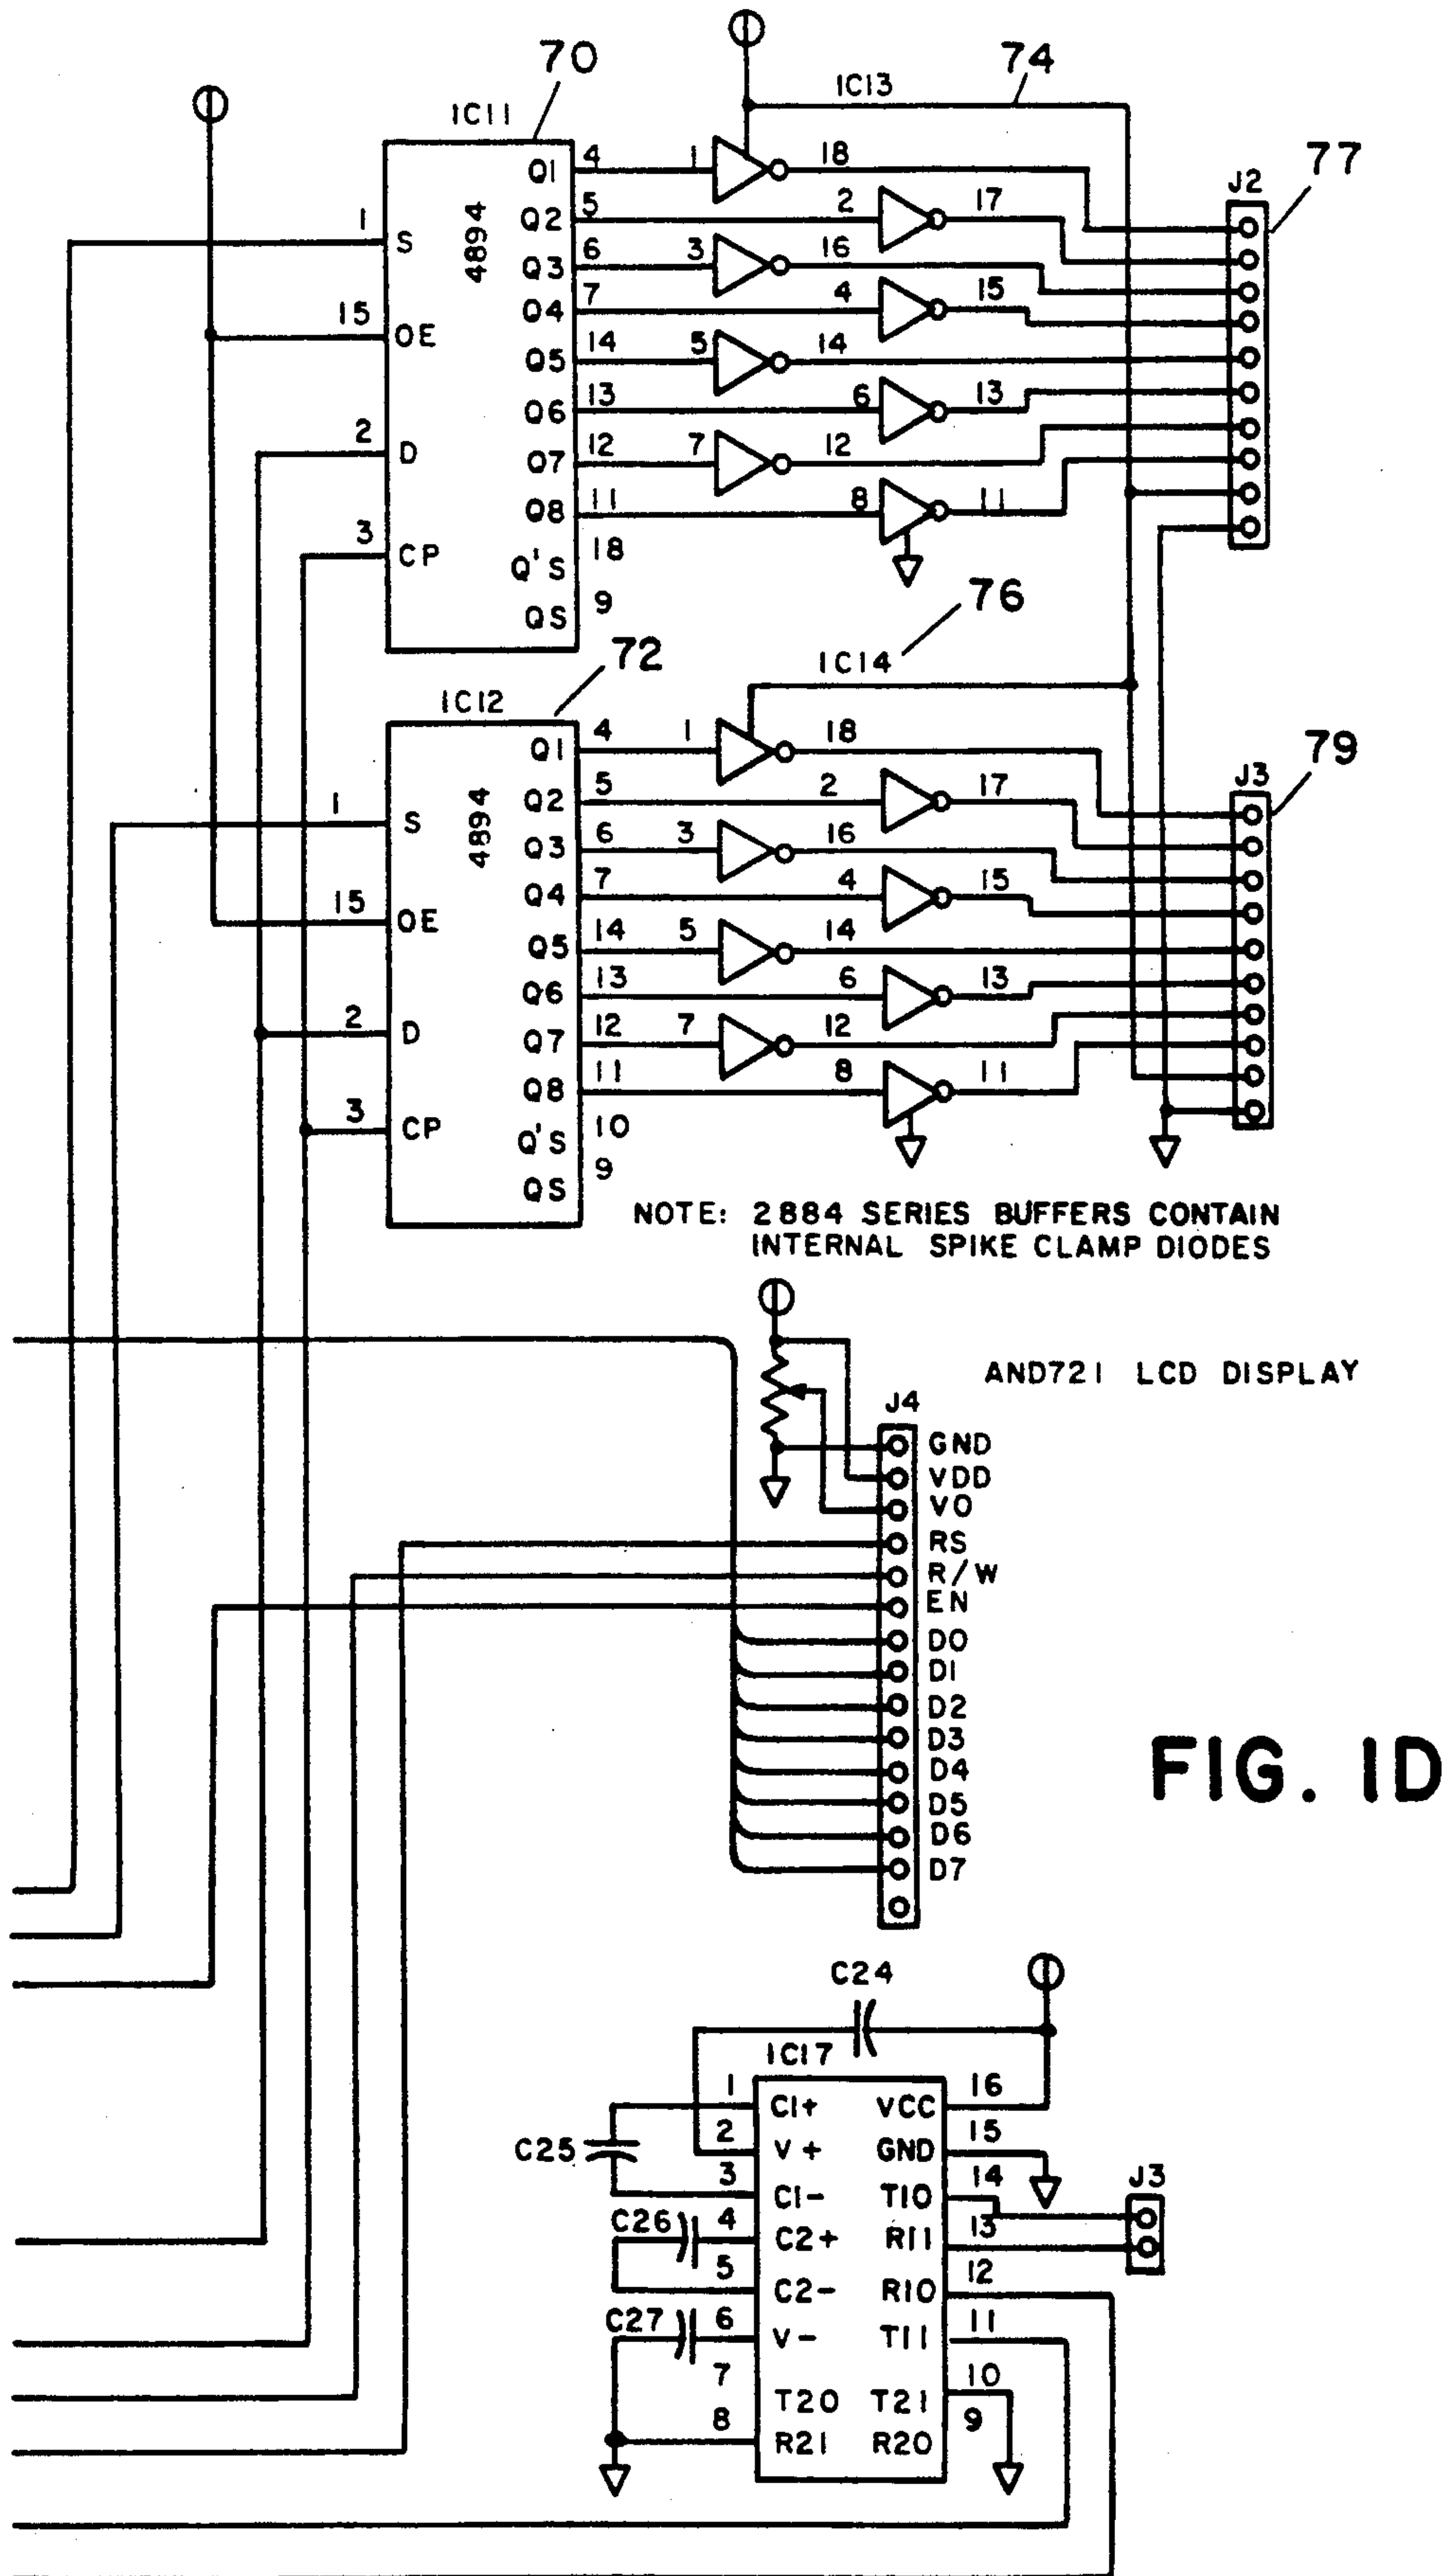 70
74
IC13
IC11
77
J2
4894
1 S
15 OE
2 D
3 CP
Q1 4 1 18
Q2 5 2 17
Q3 6 3 16
Q4 7 4 15
Q5 14 5 14
Q6 13 6 13
Q7 12 7 12
Q8 11 8 11
Q'S 18
QS 9
76
IC14
72
IC12
79
J3
4894
1 S
15 OE
2 D
3 CP
Q1 4 1 18
Q2 5 2 17
Q3 6 3 16
Q4 7 4 15
Q5 14 5 14
Q6 13 6 13
Q7 12 7 12
Q8 11 8 11
Q'S 10
QS 9
NOTE: 2884 SERIES BUFFERS CONTAIN
INTERNAL SPIKE CLAMP DIODES
AND721 LCD DISPLAY
J4
GND
VDD
VO
RS
R/W
EN
D0
D1
D2
D3
D4
D5
D6
D7
FIG. 1D
C24
IC17
C25
C26
C27
1 C1+ VCC 16
2 V+ GND 15
3 C1- T1O 14
4 C2+ R1I 13
5 C2- R1O 12
6 V- T1I 11
7 T2O T2I 10
8 R2I R2O 9
J3